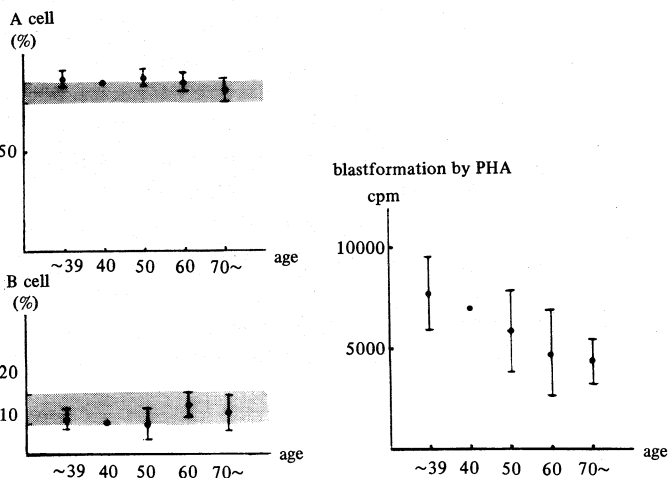 A cell
(%)
50
~39 40 50 60 70~ age
B cell
(%)
20
10
~39 40 50 60 70~ age
blastformation by PHA
cpm
10000
5000
~39 40 50 60 70~ age